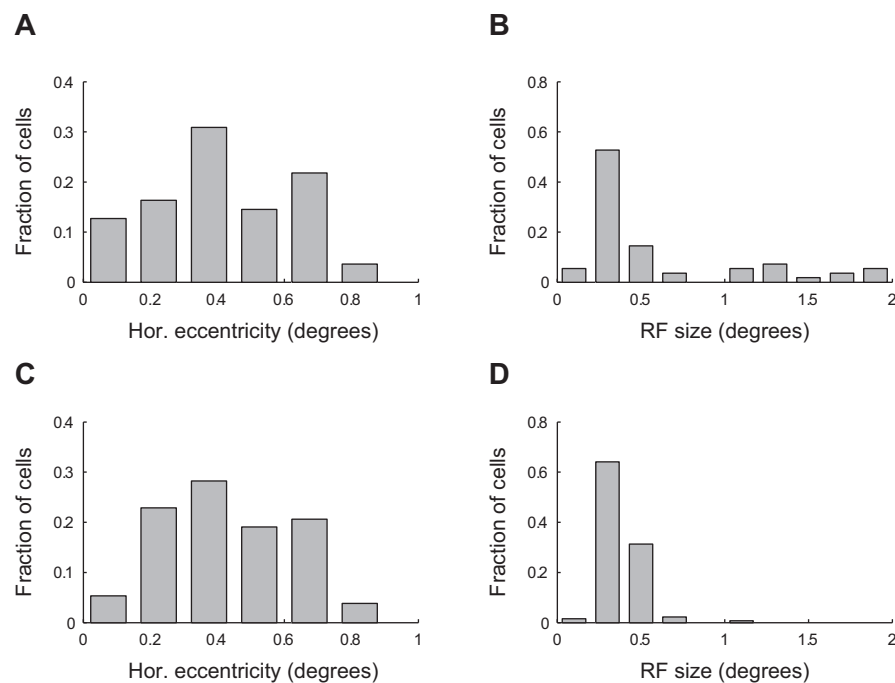 A
B
0.4
0.3
0.2
0.1
0
Fraction of cells
0 0.2 0.4 0.6 0.8 1
Hor. eccentricity (degrees)
0.8
0.6
0.4
0.2
0
Fraction of cells
0 0.5 1 1.5 2
RF size (degrees)
C
D
0.4
0.3
0.2
0.1
0
Fraction of cells
0 0.2 0.4 0.6 0.8 1
Hor. eccentricity (degrees)
0.8
0.6
0.4
0.2
0
Fraction of cells
0 0.5 1 1.5 2
RF size (degrees)